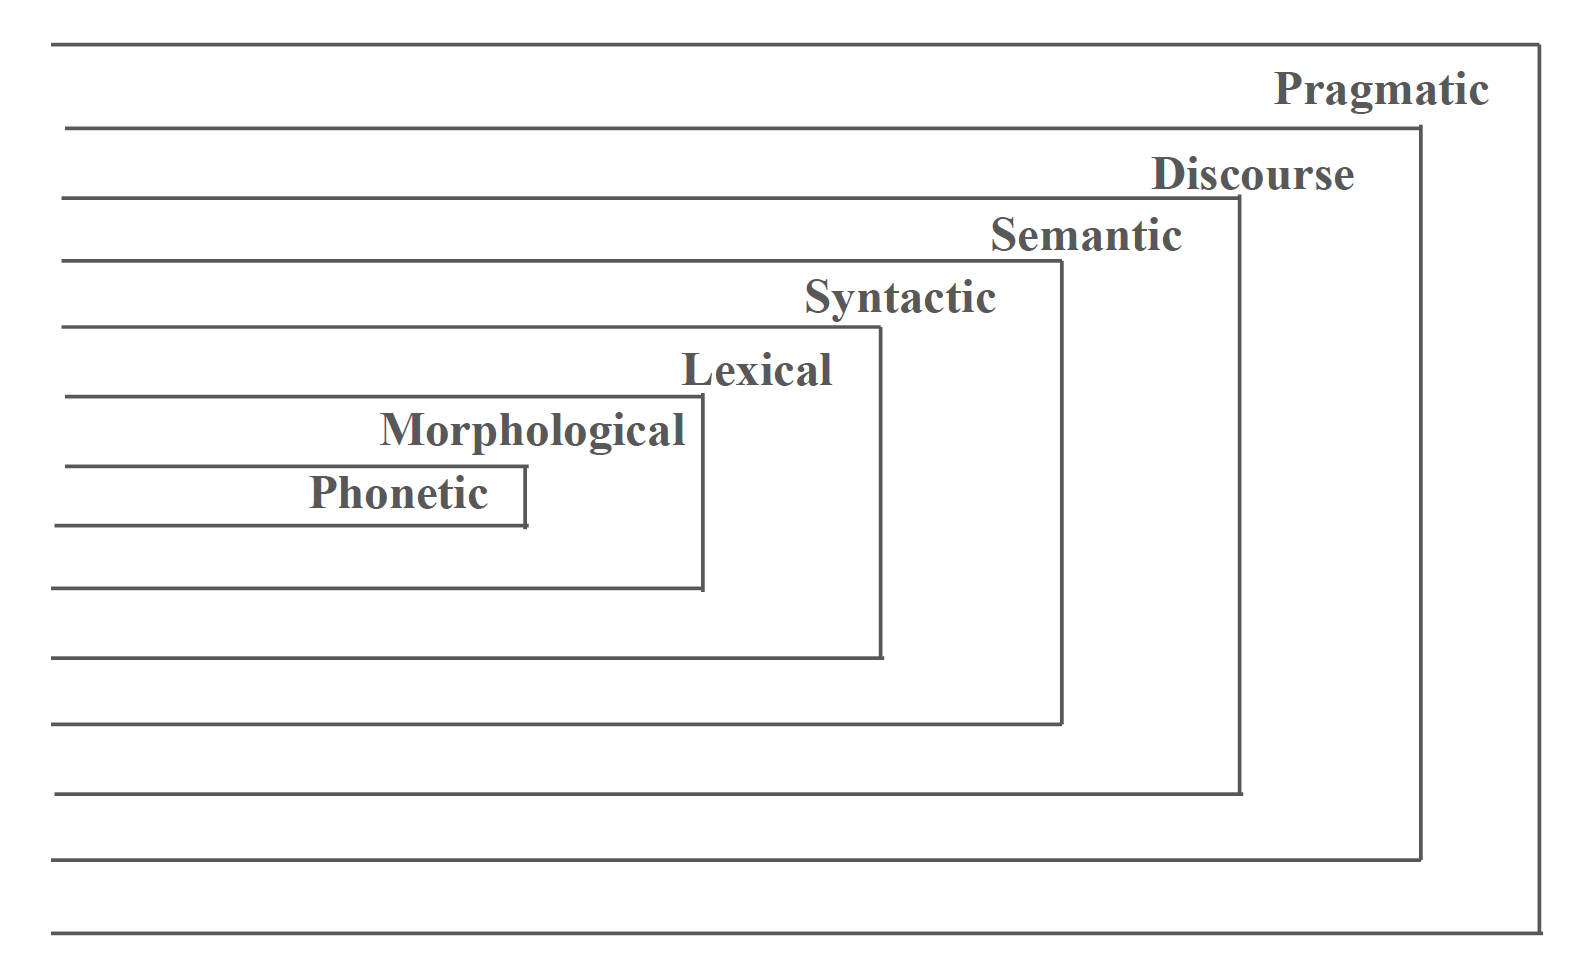 Pragmatic
Discourse
Semantic
Syntactic
Lexical
Morphological
Phonetic